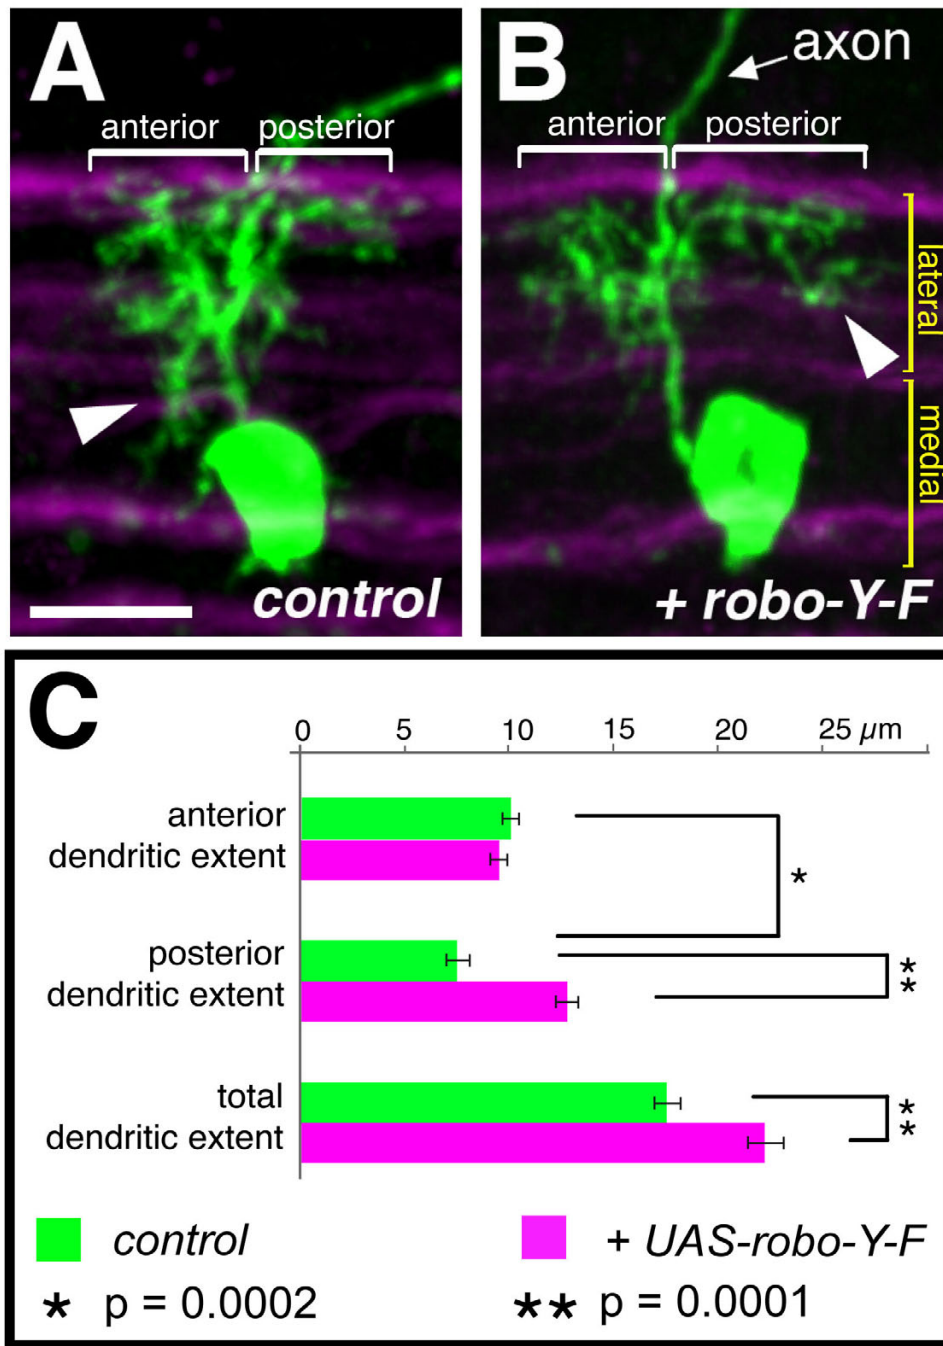 A
anterior posterior
control
B
axon
anterior posterior
lateral
medial
+ robo-Y-F
C
0 5 10 15 20 25 µm
anterior
dendritic extent
*
posterior
dendritic extent
**
total
dendritic extent
**
control
+ UAS-robo-Y-F
* p = 0.0002
** p = 0.0001